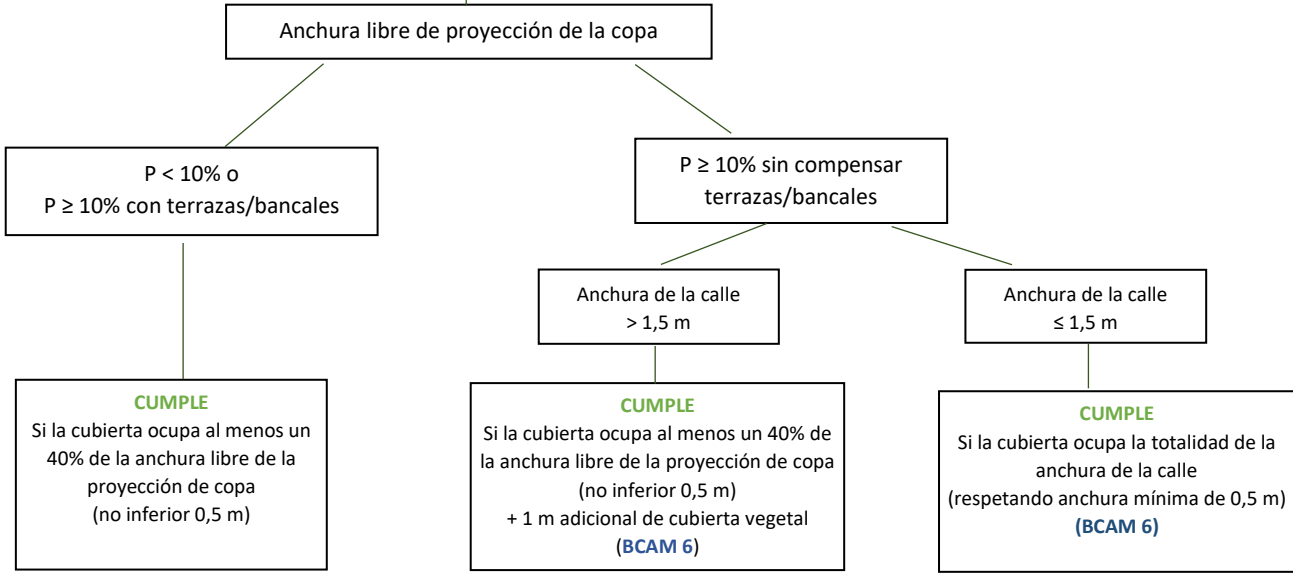 Anchura libre de proyección de la copa
P < 10% o
P ≥ 10% con terrazas/bancales
P ≥ 10% sin compensar
terrazas/bancales
Anchura de la calle
> 1,5 m
Anchura de la calle
≤ 1,5 m
CUMPLE
Si la cubierta ocupa al menos un
40% de la anchura libre de la
proyección de copa
(no inferior 0,5 m)
CUMPLE
Si la cubierta ocupa al menos un 40% de
la anchura libre de la proyección de copa
(no inferior 0,5 m)
+ 1 m adicional de cubierta vegetal
(BCAM 6)
CUMPLE
Si la cubierta ocupa la totalidad de la
anchura de la calle
(respetando anchura mínima de 0,5 m)
(BCAM 6)